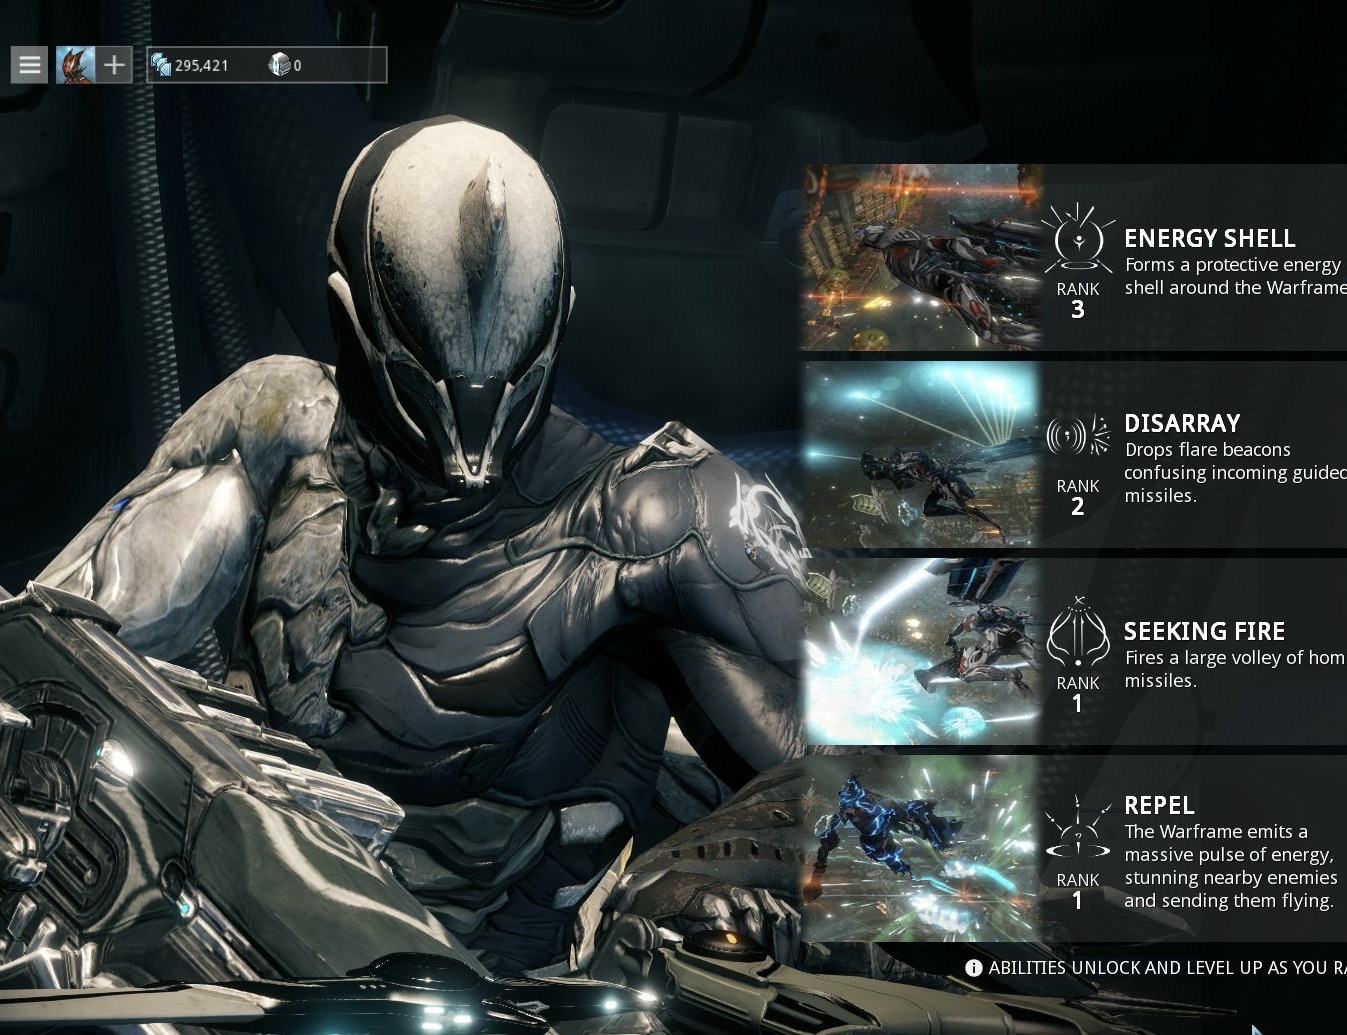 295,421
0
ENERGY SHELL
Forms a protective energy
shell around the Warframe
RANK
3
DISARRAY
Drops flare beacons
confusing incoming guided
missiles.
RANK
2
SEEKING FIRE
Fires a large volley of hom
missiles.
RANK
1
REPEL
The Warframe emits a
massive pulse of energy,
stunning nearby enemies
and sending them flying.
RANK
1
ABILITIES UNLOCK AND LEVEL UP AS YOU RA